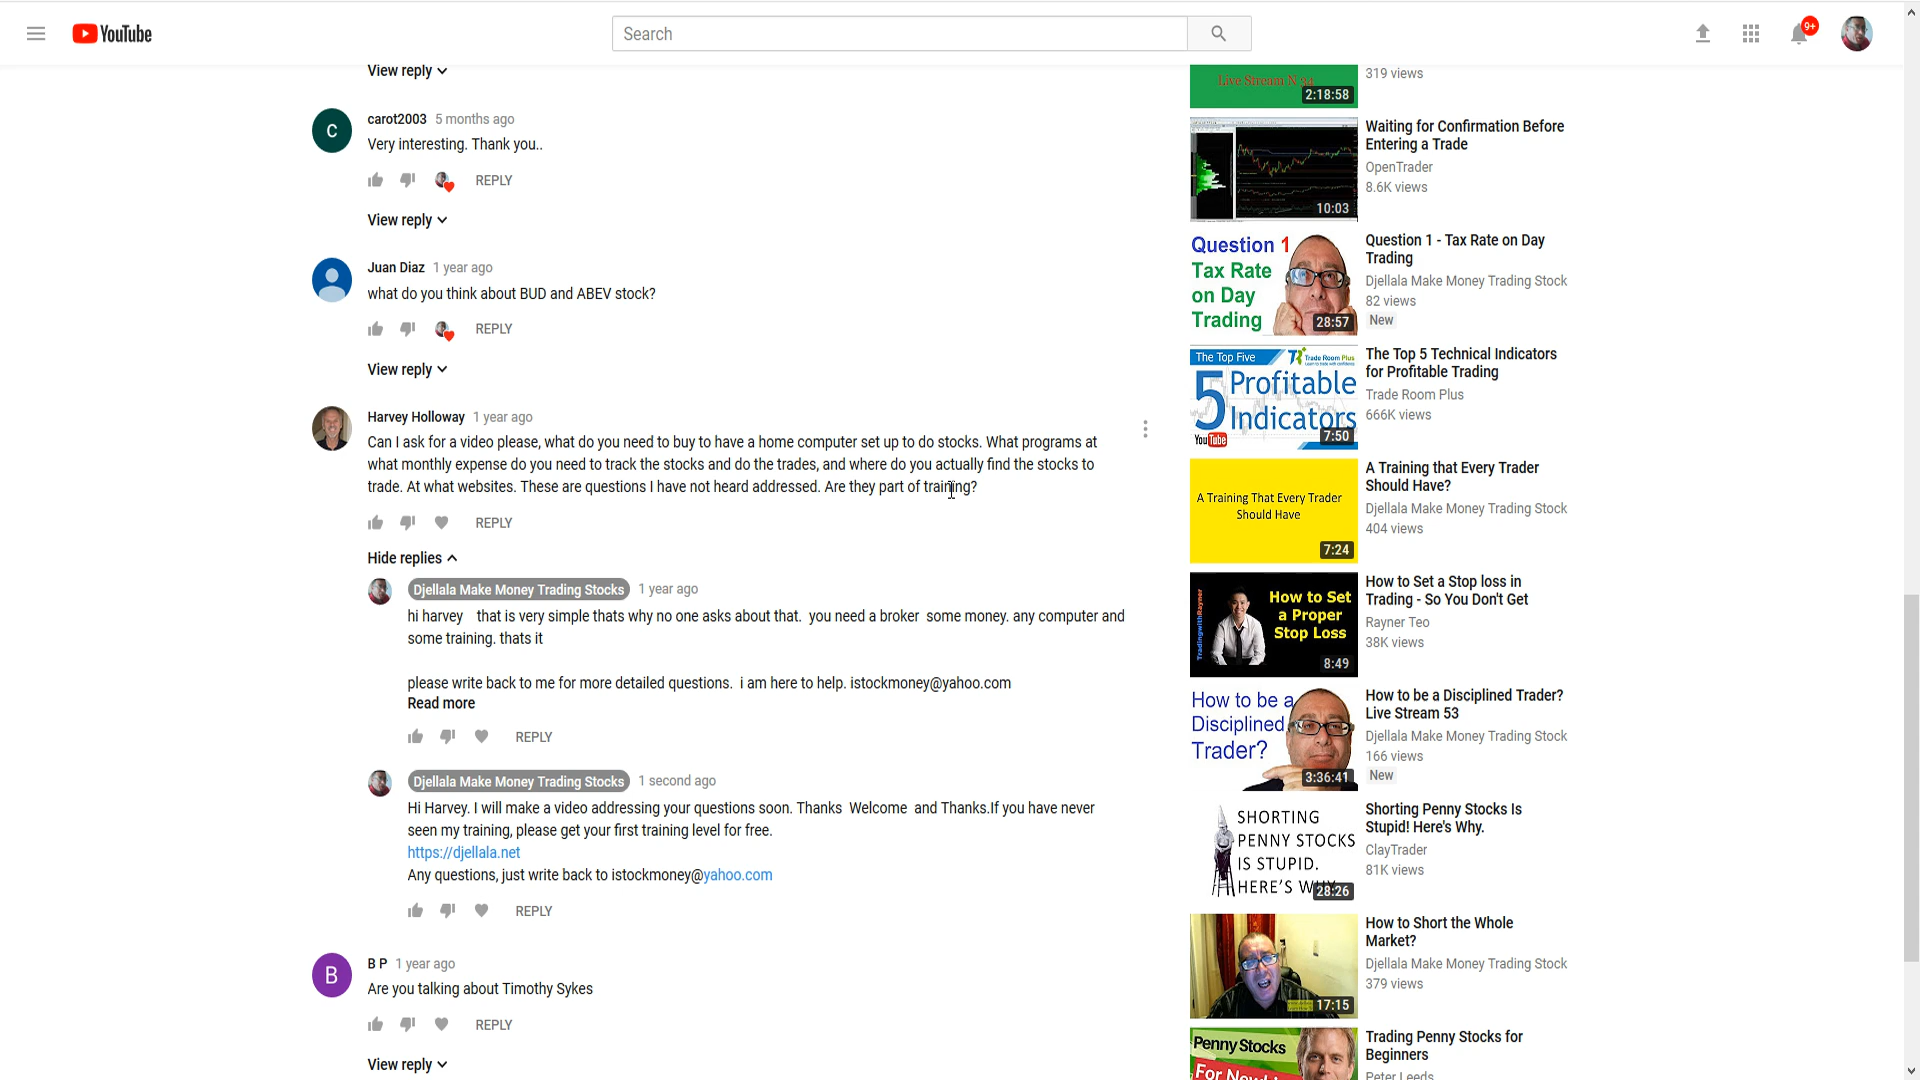 YouTube
Search
9+
View reply
C
carot2003 5 months ago
Very interesting. Thank you..
REPLY
View reply
Juan Diaz 1 year ago
what do you think about BUD and ABEV stock?
REPLY
View reply
Harvey Holloway 1 year ago
Can I ask for a video please, what do you need to buy to have a home computer set up to do stocks. What programs at
what monthly expense do you need to track the stocks and do the trades, and where do you actually find the stocks to
trade. At what websites. These are questions I have not heard addressed. Are they part of training?
REPLY
Hide replies
Djellala Make Money Trading Stocks 1 year ago
hi harvey that is very simple thats why no one asks about that. you need a broker some money. any computer and
some training. thats it
please write back to me for more detailed questions. i am here to help. istockmoney@yahoo.com
Read more
REPLY
Djellala Make Money Trading Stocks 1 second ago
Hi Harvey. I will make a video addressing your questions soon. Thanks Welcome and Thanks.If you have never
seen my training, please get your first training level for free.
https://djellala.net
Any questions, just write back to istockmoney@yahoo.com
REPLY
B
B P 1 year ago
Are you talking about Timothy Sykes
REPLY
View reply
Live Stream N 34
2:18:58
319 views
10:03
Waiting for Confirmation Before
Entering a Trade
OpenTrader
8.6K views
Question 1
Tax Rate
on Day
Trading
28:57
Question 1 - Tax Rate on Day
Trading
Djellala Make Money Trading Stock
82 views
New
The Top Five
Trade Room Plus
5 Profitable
Indicators
YouTube
7:50
The Top 5 Technical Indicators
for Profitable Trading
Trade Room Plus
666K views
A Training That Every Trader
Should Have
7:24
A Training that Every Trader
Should Have?
Djellala Make Money Trading Stock
404 views
TradingwithRayner
How to Set
a Proper
Stop Loss
8:49
How to Set a Stop loss in
Trading - So You Don't Get
Rayner Teo
38K views
How to be a
Disciplined
Trader?
3:36:41
How to be a Disciplined Trader?
Live Stream 53
Djellala Make Money Trading Stock
166 views
New
SHORTING
PENNY STOCKS
IS STUPID.
HERE'S WHY
28:26
Shorting Penny Stocks Is
Stupid! Here's Why.
ClayTrader
81K views
17:15
How to Short the Whole
Market?
Djellala Make Money Trading Stock
379 views
Penny Stocks
Trading Penny Stocks for
Beginners
Peter Leeds